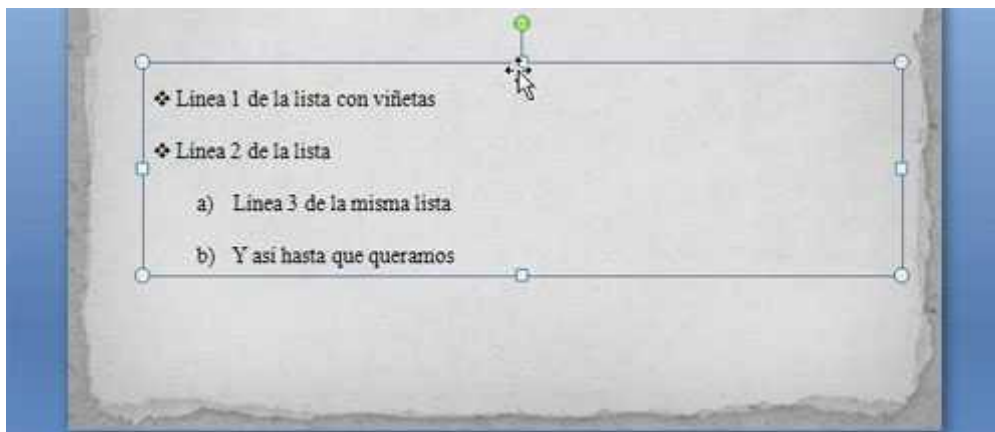 ❖ Línea 1 de la lista con viñetas
❖ Línea 2 de la lista
a) Línea 3 de la misma lista
b) Y así hasta que queramos